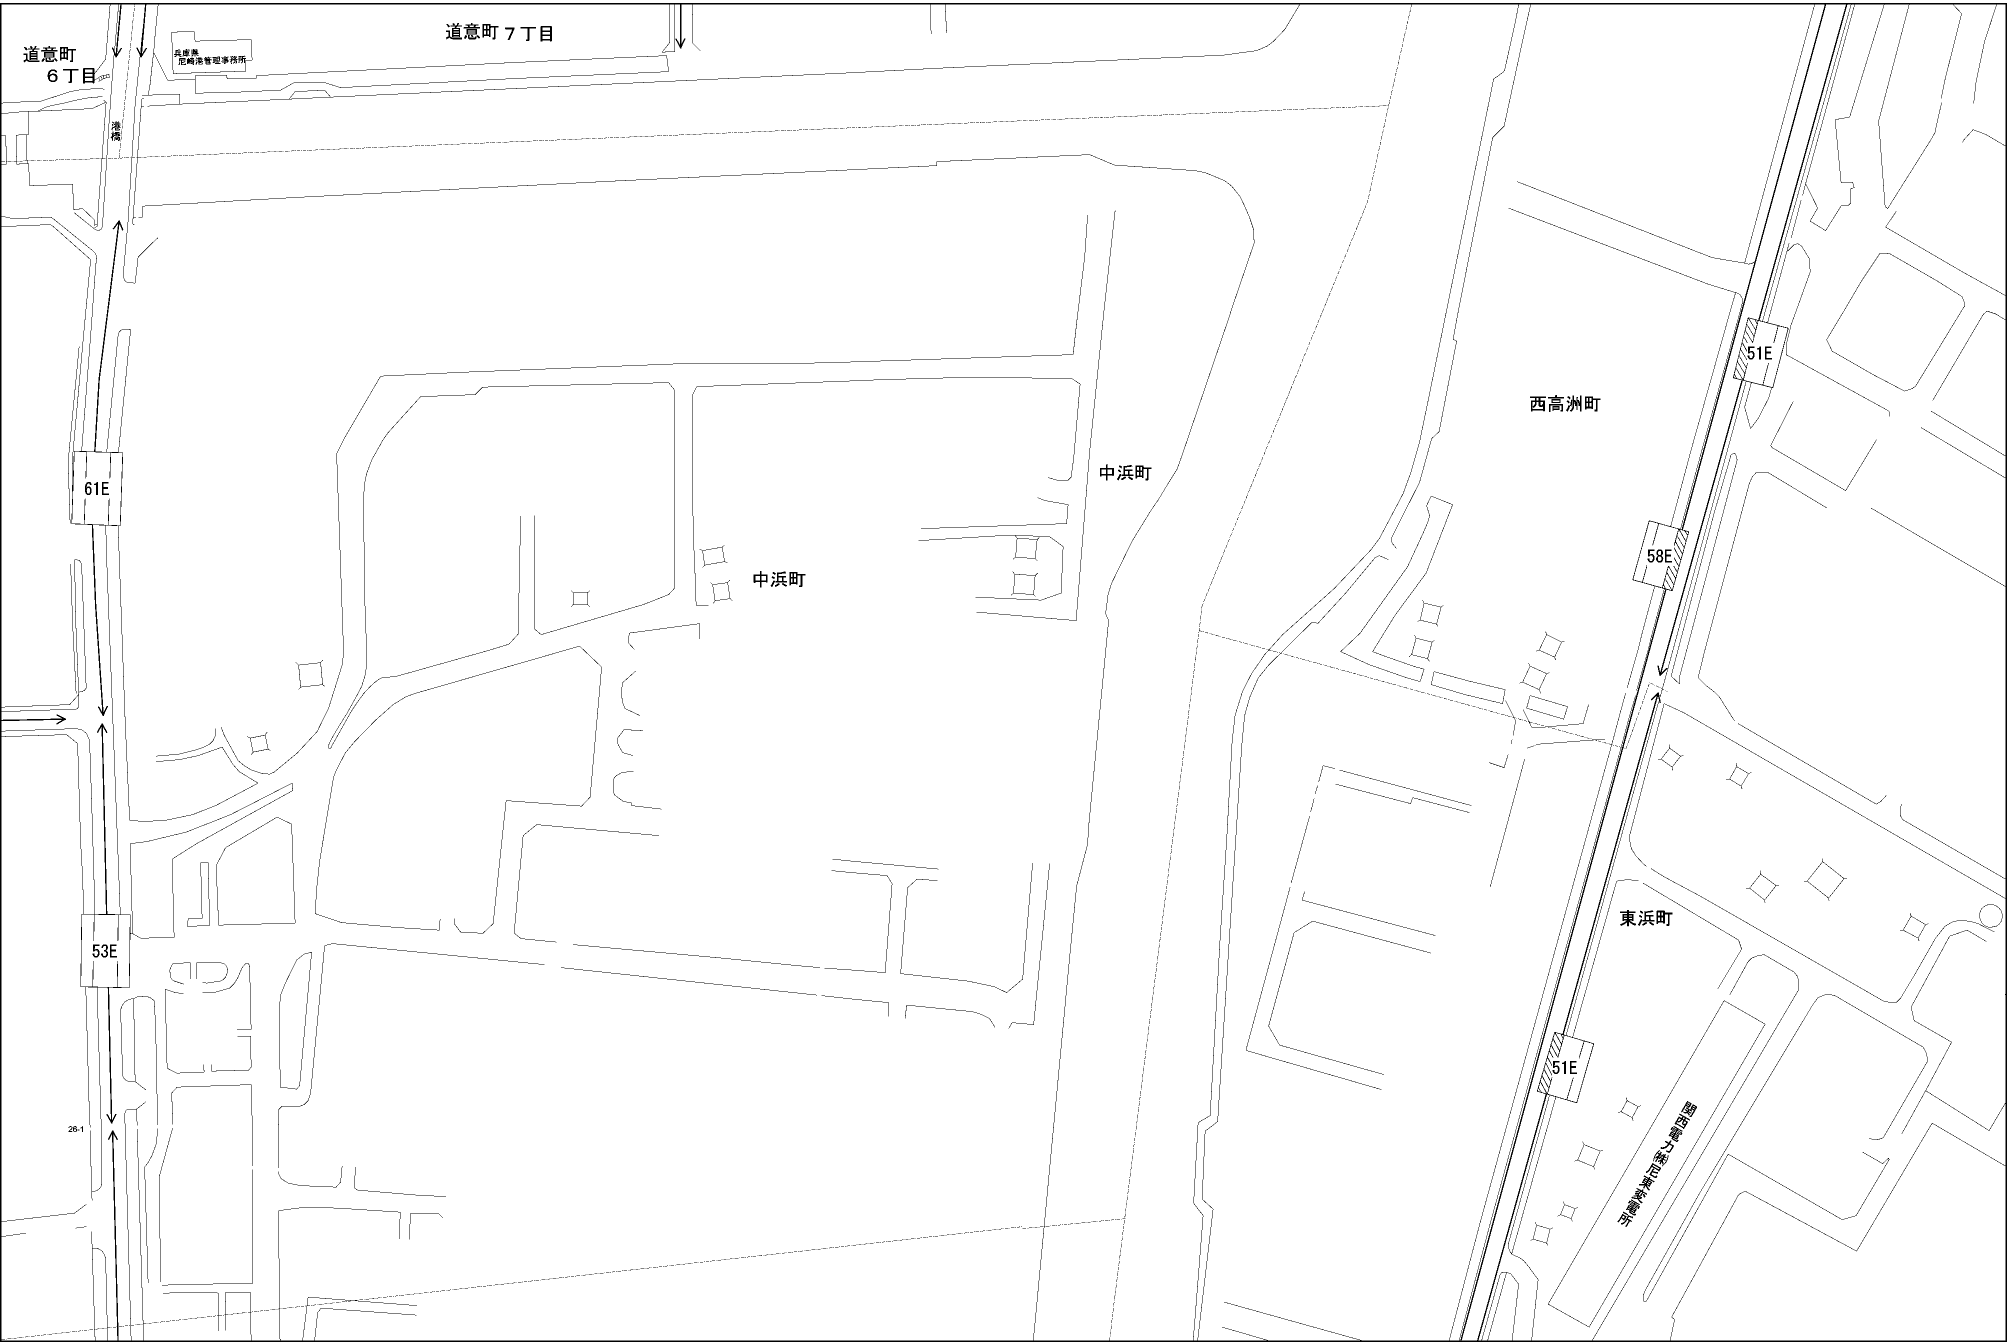 道意町
６丁目
兵庫県
尼崎港管理事務所
道意町７丁目
港橋
51E
西高洲町
中浜町
61E
58E
中浜町
東浜町
53E
51E
関西電力㈱尼東変電所
26-1